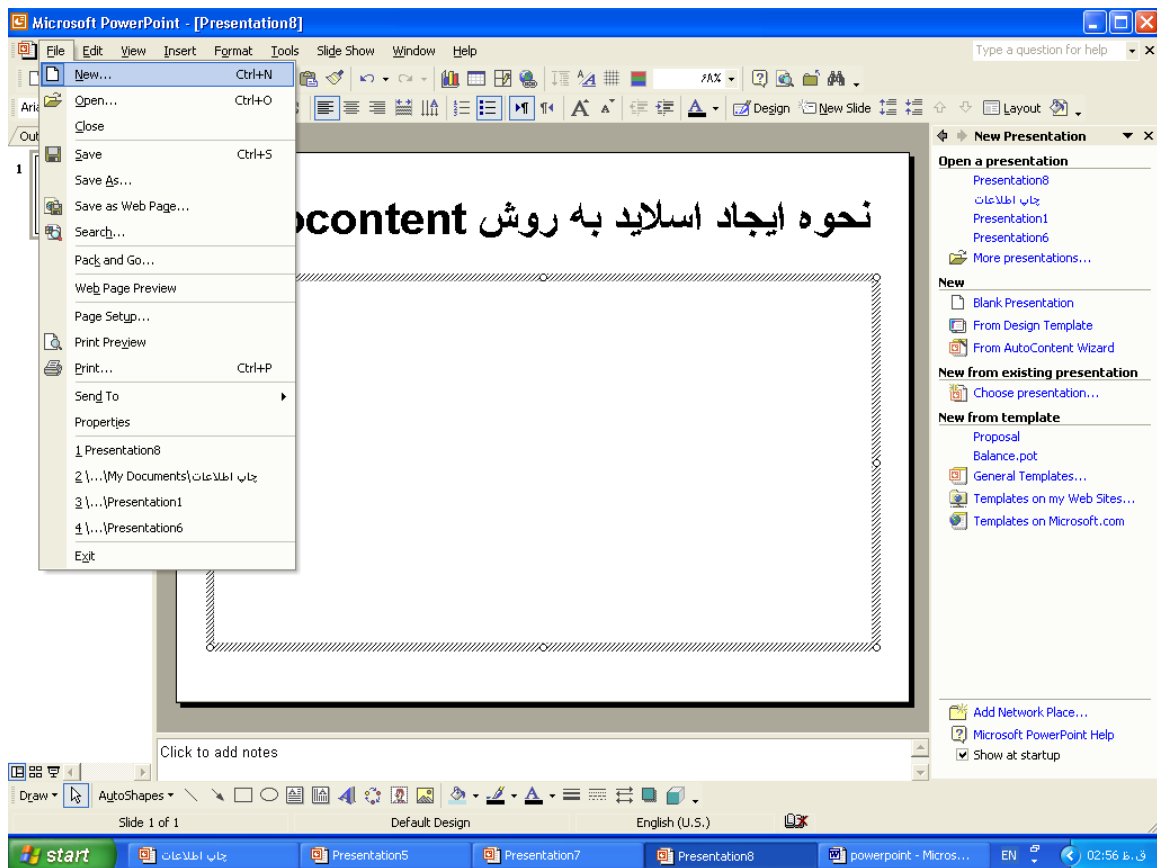 Microsoft PowerPoint - [Presentation8]
File Edit View Insert Format Tools Slide Show Window Help
Type a question for help
Design New Slide Layout
New... Ctrl+N
Open... Ctrl+O
Close
Save Ctrl+S
Save As...
Save as Web Page...
Search...
Pack and Go...
Web Page Preview
Page Setup...
Print Preview
Print... Ctrl+P
Send To
Properties
1 Presentation8
2 \...\My Documents\چاپ اطلاعات
3 \...\Presentation1
4 \...\Presentation6
Exit
1
نحوه ایجاد اسلاید به روش ocontent
New Presentation
Open a presentation
Presentation8
چاپ اطلاعات
Presentation1
Presentation6
More presentations...
New
Blank Presentation
From Design Template
From AutoContent Wizard
New from existing presentation
Choose presentation...
New from template
Proposal
Balance.pot
General Templates...
Templates on my Web Sites...
Templates on Microsoft.com
Add Network Place...
Microsoft PowerPoint Help
Show at startup
Click to add notes
Draw AutoShapes
Slide 1 of 1 Default Design English (U.S.)
start چاپ اطلاعات Presentation5 Presentation7 Presentation8 powerpoint - Micros... EN 02:56 ق.ظ